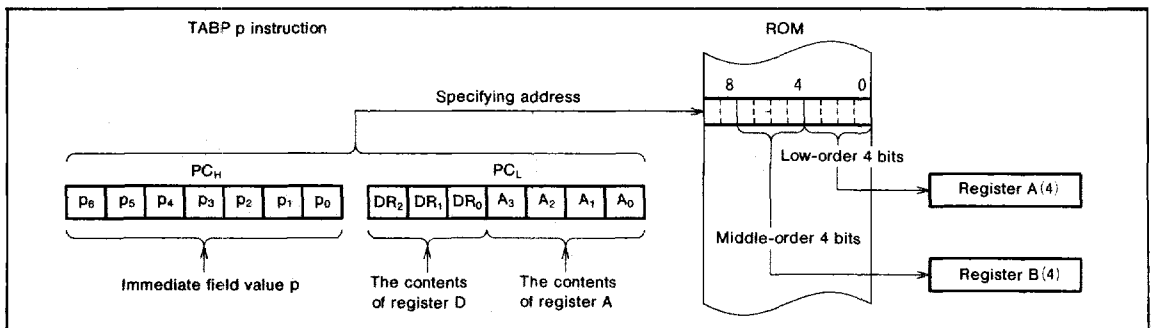 TABP p instruction
ROM
8 4 0
Specifying address
Low-order 4 bits
PCH PCL
p6 p5 p4 p3 p2 p1 p0 DR2 DR1 DR0 A3 A2 A1 A0
Register A(4)
Middle-order 4 bits
Immediate field value p
The contents
of register D
The contents
of register A
Register B(4)